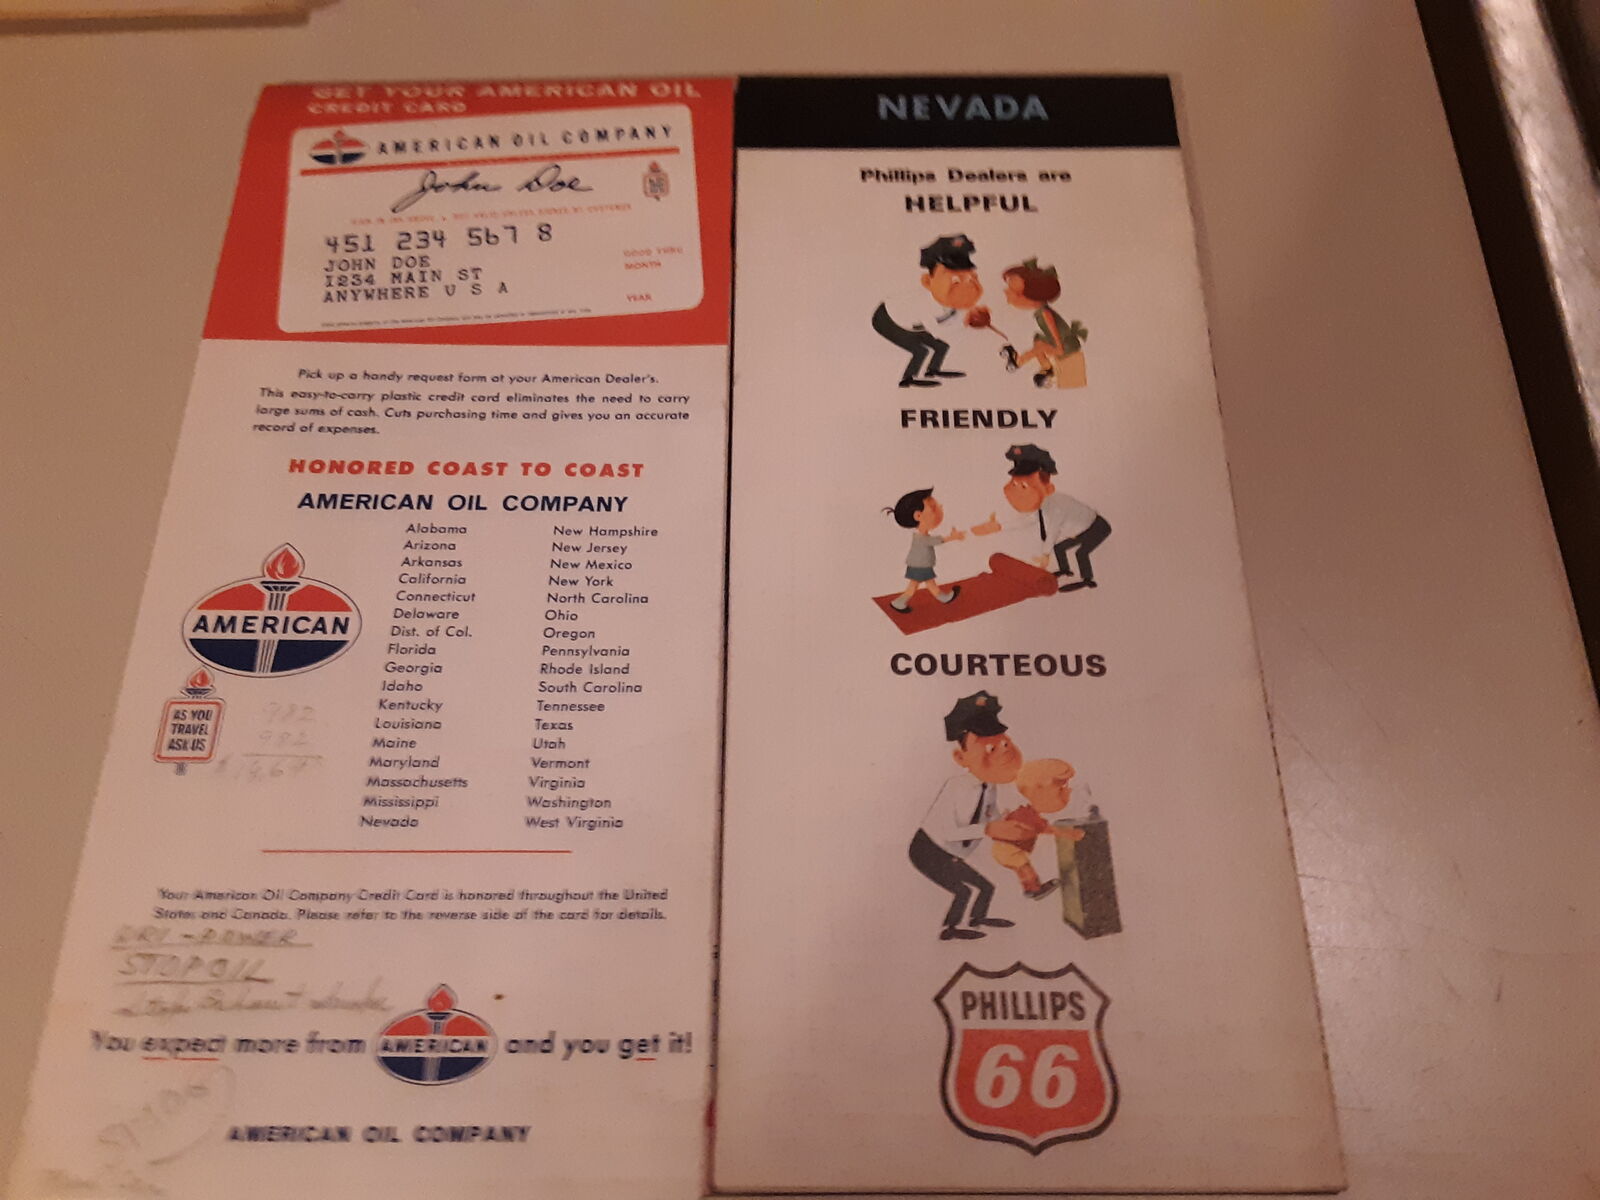 GET YOUR AMERICAN OIL
CREDIT CARD
AMERICAN OIL COMPANY
John Doe
451 234 567 8
JOHN DOE
1234 MAIN ST
ANYWHERE U S A
GOOD THRU
MONTH
YEAR
Pick up a handy request form at your American Dealer's.
This easy-to-carry plastic credit card eliminates the need to carry
large sums of cash. Cuts purchasing time and gives you an accurate
record of expenses.
HONORED COAST TO COAST
AMERICAN OIL COMPANY
Alabama
Arizona
Arkansas
California
Connecticut
Delaware
Dist. of Col.
Florida
Georgia
Idaho
Kentucky
Louisiana
Maine
Maryland
Massachusetts
Mississippi
Nevada
New Hampshire
New Jersey
New Mexico
New York
North Carolina
Ohio
Oregon
Pennsylvania
Rhode Island
South Carolina
Tennessee
Texas
Utah
Vermont
Virginia
Washington
West Virginia
AMERICAN
AS YOU
TRAVEL
ASK US
982
982
Your American Oil Company Credit Card is honored throughout the United
States and Canada. Please refer to the reverse side of the card for details.
DRI-POWER
STOP OIL
You expect more from AMERICAN and you get it!
AMERICAN OIL COMPANY
NEVADA
Phillips Dealers are
HELPFUL
FRIENDLY
COURTEOUS
PHILLIPS
66